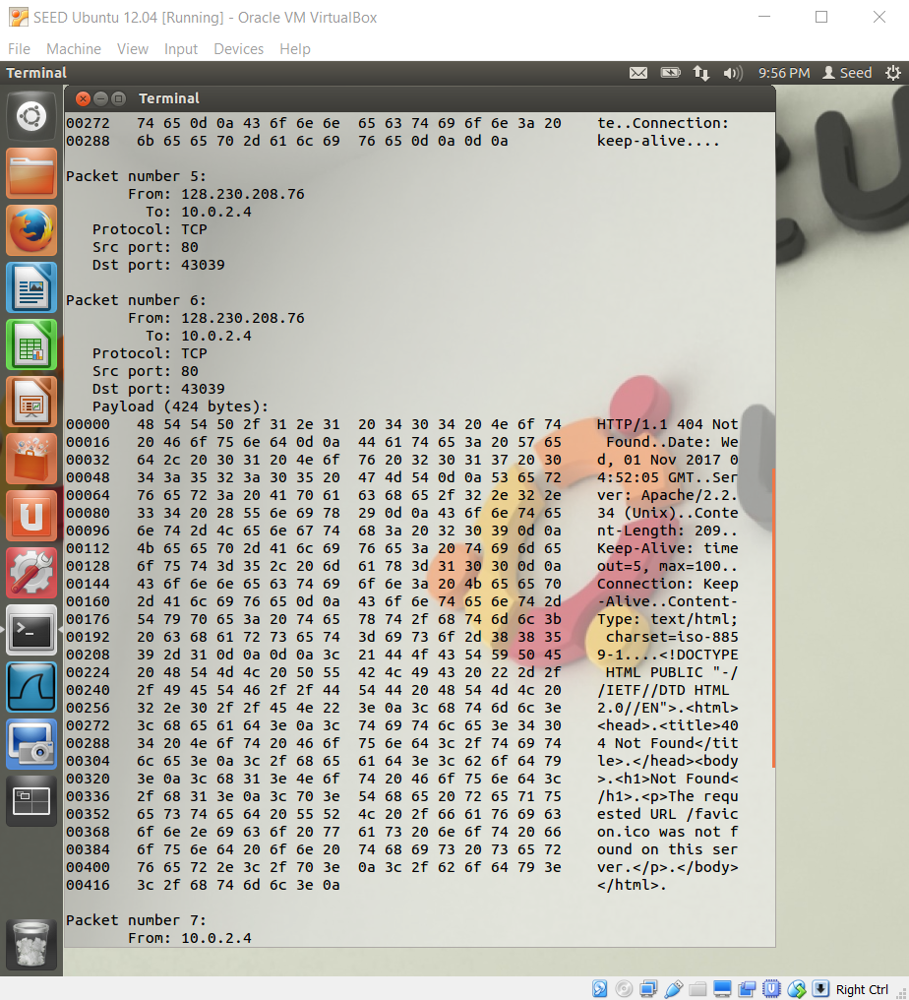 SEED Ubuntu 12.04 [Running] - Oracle VM VirtualBox
File Machine View Input Devices Help
Terminal 9:56 PM Seed
Terminal
00272 74 65 0d 0a 43 6f 6e 6e 65 63 74 69 6f 6e 3a 20 te..Connection:
00288 6b 65 65 70 2d 61 6c 69 76 65 0d 0a 0d 0a keep-alive....
Packet number 5:
From: 128.230.208.76
To: 10.0.2.4
Protocol: TCP
Src port: 80
Dst port: 43039
Packet number 6:
From: 128.230.208.76
To: 10.0.2.4
Protocol: TCP
Src port: 80
Dst port: 43039
Payload (424 bytes):
00000 48 54 54 50 2f 31 2e 31 20 34 30 34 20 4e 6f 74 HTTP/1.1 404 Not
00016 20 46 6f 75 6e 64 0d 0a 44 61 74 65 3a 20 57 65 Found..Date: We
00032 64 2c 20 30 31 20 4e 6f 76 20 32 30 31 37 20 30 d, 01 Nov 2017 0
00048 34 3a 35 32 3a 30 35 20 47 4d 54 0d 0a 53 65 72 4:52:05 GMT..Ser
00064 76 65 72 3a 20 41 70 61 63 68 65 2f 32 2e 32 2e ver: Apache/2.2.
00080 33 34 20 28 55 6e 69 78 29 0d 0a 43 6f 6e 74 65 34 (Unix)..Conte
00096 6e 74 2d 4c 65 6e 67 74 68 3a 20 32 30 39 0d 0a nt-Length: 209..
00112 4b 65 65 70 2d 41 6c 69 76 65 3a 20 74 69 6d 65 Keep-Alive: time
00128 6f 75 74 3d 35 2c 20 6d 61 78 3d 31 30 30 0d 0a out=5, max=100..
00144 43 6f 6e 6e 65 63 74 69 6f 6e 3a 20 4b 65 65 70 Connection: Keep
00160 2d 41 6c 69 76 65 0d 0a 43 6f 6e 74 65 6e 74 2d -Alive..Content-
00176 54 79 70 65 3a 20 74 65 78 74 2f 68 74 6d 6c 3b Type: text/html;
00192 20 63 68 61 72 73 65 74 3d 69 73 6f 2d 38 38 35 charset=iso-885
00208 39 2d 31 0d 0a 0d 0a 3c 21 44 4f 43 54 59 50 45 9-1....<!DOCTYPE
00224 20 48 54 4d 4c 20 50 55 42 4c 49 43 20 22 2d 2f HTML PUBLIC "-/
00240 2f 49 45 54 46 2f 2f 44 54 44 20 48 54 4d 4c 20 /IETF//DTD HTML
00256 32 2e 30 2f 2f 45 4e 22 3e 0a 3c 68 74 6d 6c 3e 2.0//EN">.<html>
00272 3c 68 65 61 64 3e 0a 3c 74 69 74 6c 65 3e 34 30 <head>.<title>40
00288 34 20 4e 6f 74 20 46 6f 75 6e 64 3c 2f 74 69 74 4 Not Found</tit
00304 6c 65 3e 0a 3c 2f 68 65 61 64 3e 3c 62 6f 64 79 le>.</head><body
00320 3e 0a 3c 68 31 3e 4e 6f 74 20 46 6f 75 6e 64 3c >.<h1>Not Found<
00336 2f 68 31 3e 0a 3c 70 3e 54 68 65 20 72 65 71 75 /h1>.<p>The requ
00352 65 73 74 65 64 20 55 52 4c 20 2f 66 61 76 69 63 ested URL /favic
00368 6f 6e 2e 69 63 6f 20 77 61 73 20 6e 6f 74 20 66 on.ico was not f
00384 6f 75 6e 64 20 6f 6e 20 74 68 69 73 20 73 65 72 ound on this ser
00400 76 65 72 2e 3c 2f 70 3e 0a 3c 2f 62 6f 64 79 3e ver.</p>.</body>
00416 3c 2f 68 74 6d 6c 3e 0a </html>.
Packet number 7:
From: 10.0.2.4
Right Ctrl